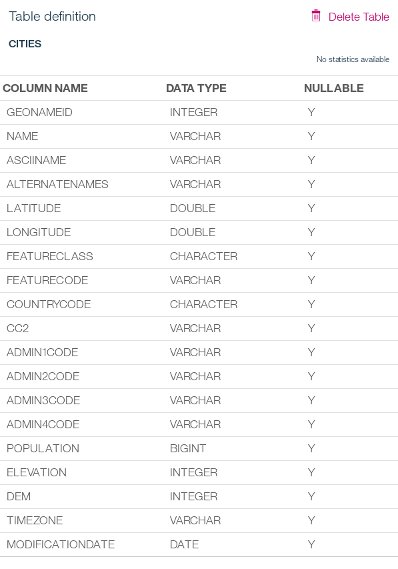 Table definition Delete Table
CITIES
No statistics available
COLUMN NAME DATA TYPE NULLABLE
GEONAMEID INTEGER Y
NAME VARCHAR Y
ASCIINAME VARCHAR Y
ALTERNATENAMES VARCHAR Y
LATITUDE DOUBLE Y
LONGITUDE DOUBLE Y
FEATURECLASS CHARACTER Y
FEATURECODE VARCHAR Y
COUNTRYCODE CHARACTER Y
CC2 VARCHAR Y
ADMIN1CODE VARCHAR Y
ADMIN2CODE VARCHAR Y
ADMIN3CODE VARCHAR Y
ADMIN4CODE VARCHAR Y
POPULATION BIGINT Y
ELEVATION INTEGER Y
DEM INTEGER Y
TIMEZONE VARCHAR Y
MODIFICATIONDATE DATE Y